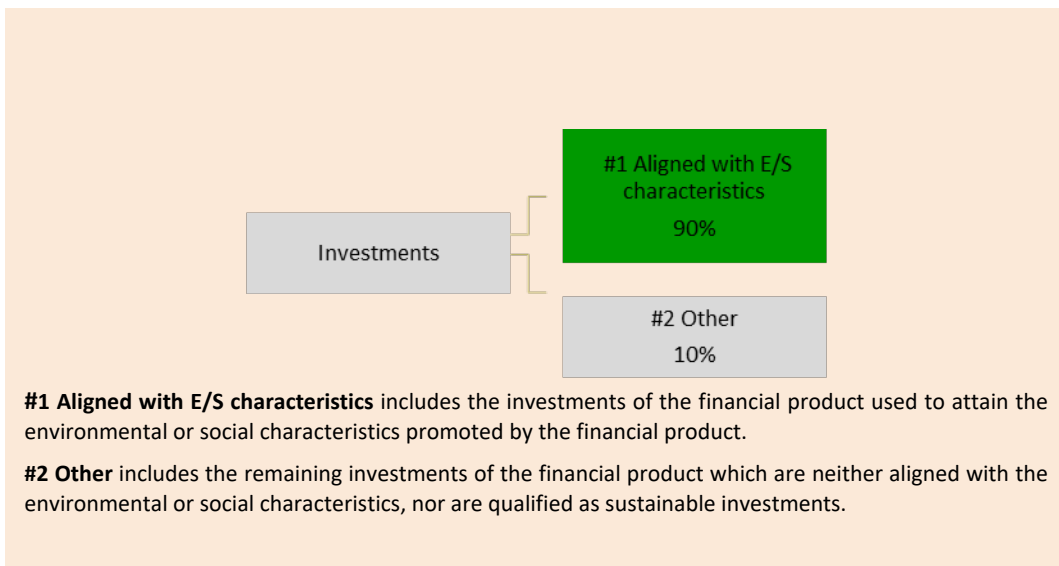 #1 Aligned with E/S
characteristics
90%
Investments
#2 Other
10%
#1 Aligned with E/S characteristics includes the investments of the financial product used to attain the
environmental or social characteristics promoted by the financial product.
#2 Other includes the remaining investments of the financial product which are neither aligned with the
environmental or social characteristics, nor are qualified as sustainable investments.